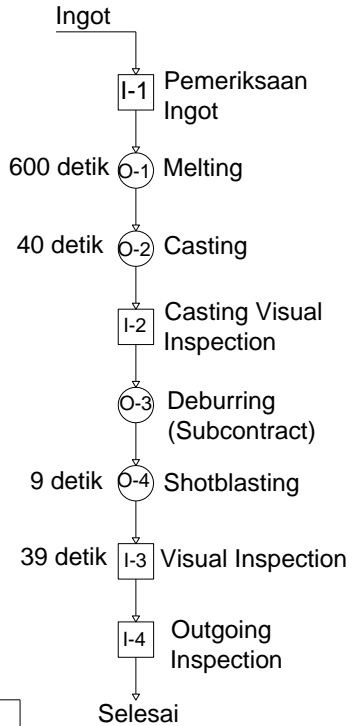 Ingot
I-1 Pemeriksaan
Ingot
600 detik O-1 Melting
40 detik O-2 Casting
I-2 Casting Visual
Inspection
O-3 Deburring
(Subcontract)
9 detik O-4 Shotblasting
39 detik I-3 Visual Inspection
I-4 Outgoing
Inspection
Selesai